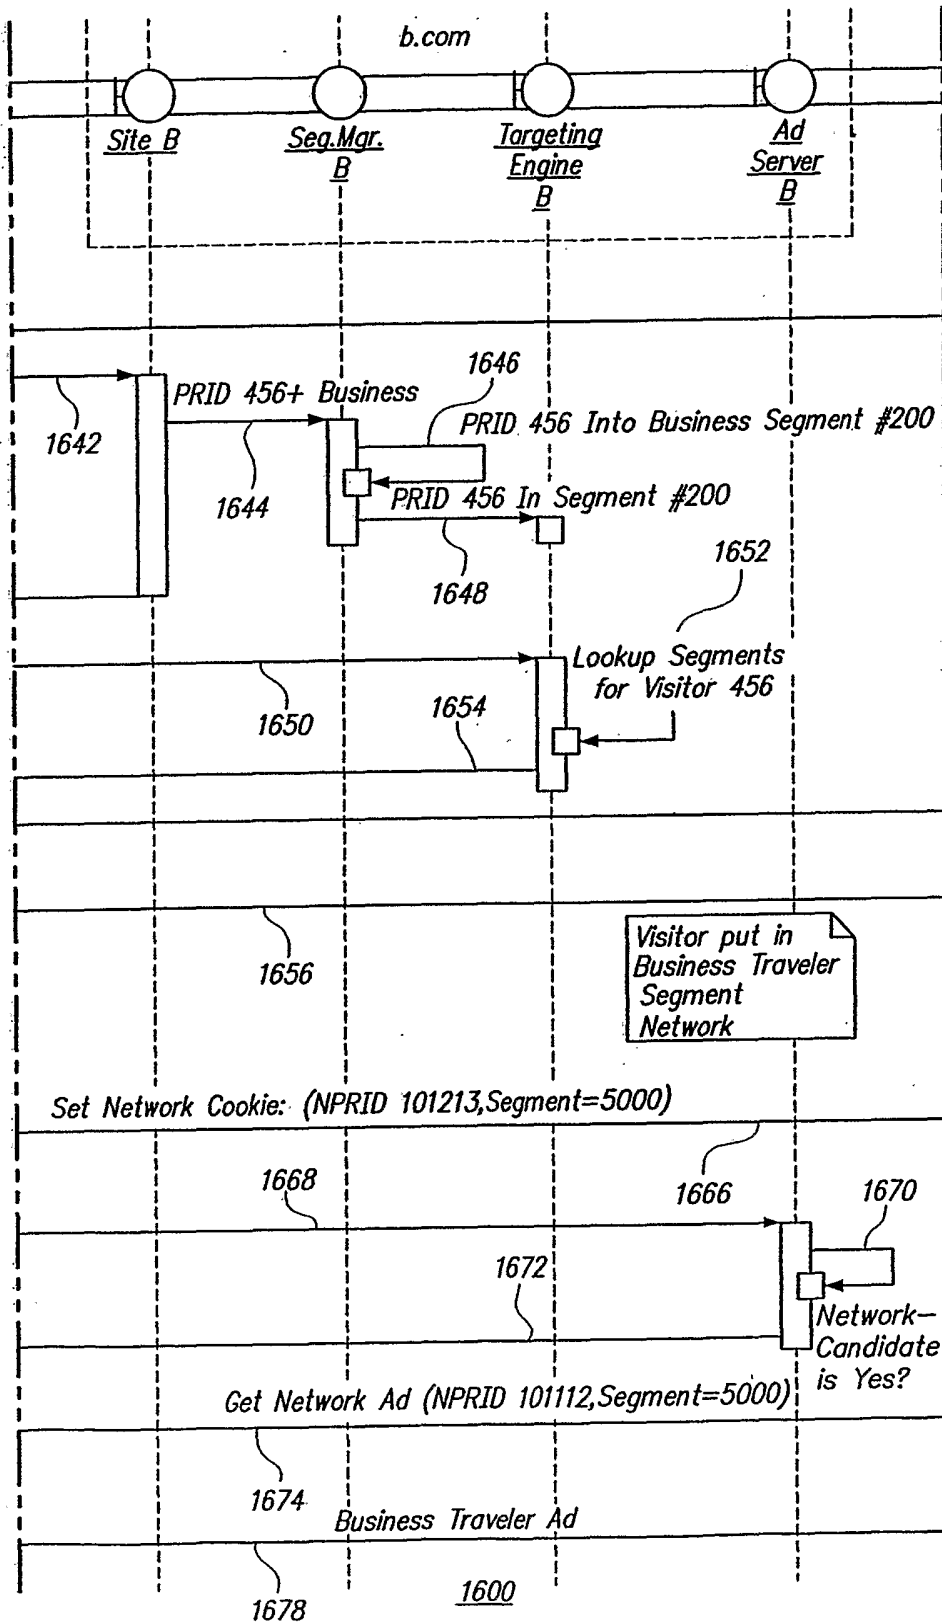 b.com
Site B
Seg.Mgr.
B
Targeting
Engine
B
Ad
Server
B
1646
PRID 456+ Business
PRID 456 Into Business Segment #200
1642
1644
PRID 456 In Segment #200
1648
1652
Lookup Segments
for Visitor 456
1650
1654
1656
Visitor put in
Business Traveler
Segment
Network
Set Network Cookie: (NPRID 101213,Segment=5000)
1668
1666
1670
1672
Network-
Candidate
is Yes?
Get Network Ad (NPRID 101112,Segment=5000)
1674
Business Traveler Ad
1678
1600